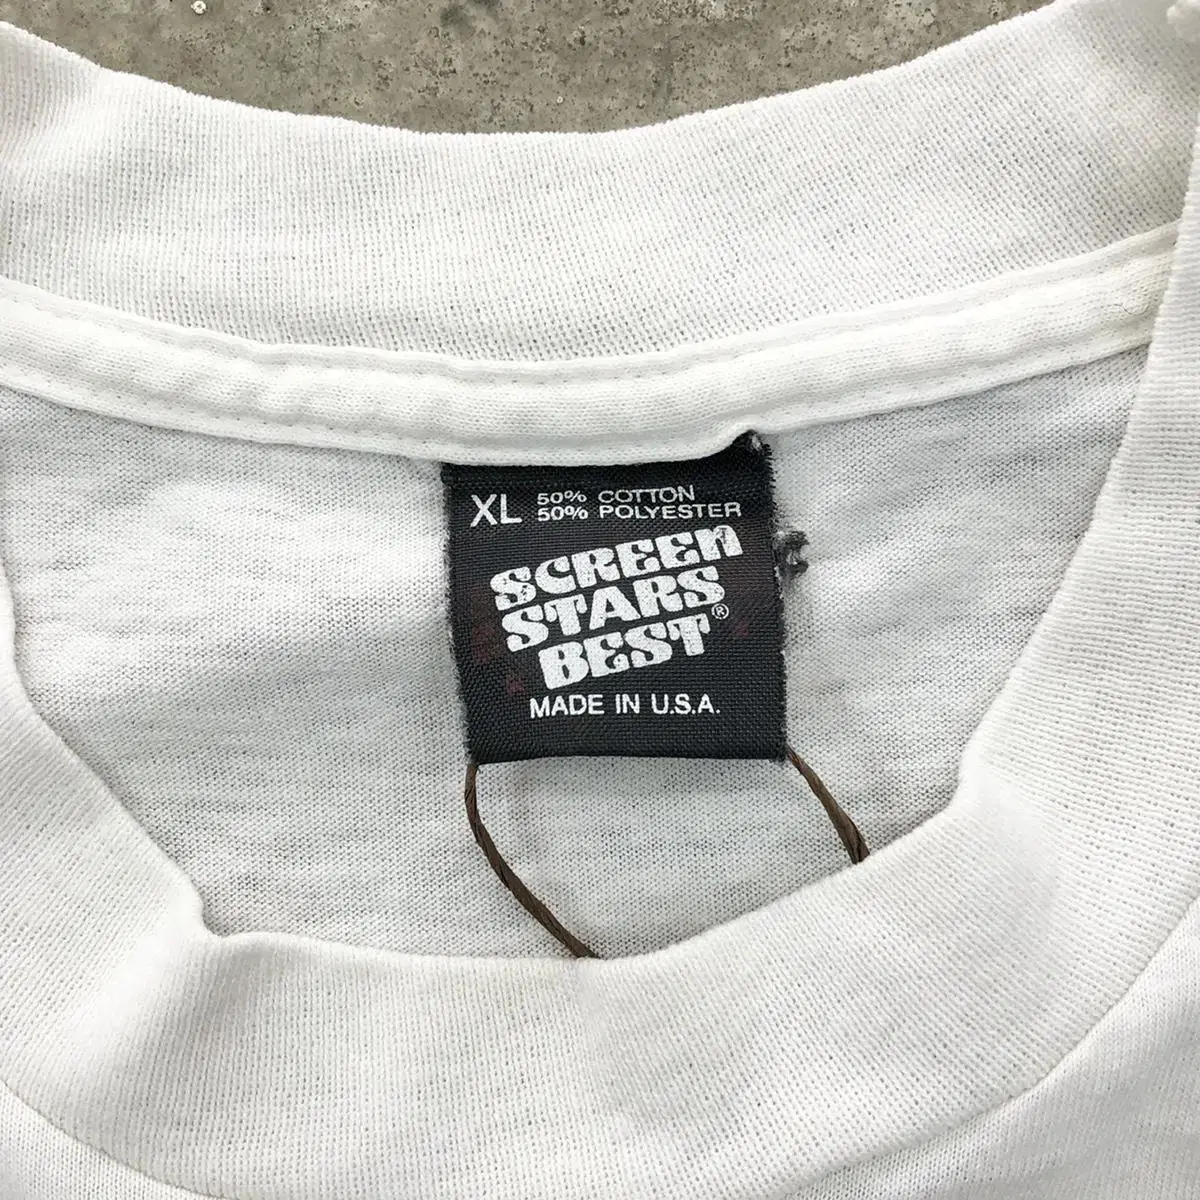 XL 50% COTTON
50% POLYESTER
SCREEN
STARS
BEST®
MADE IN U.S.A.